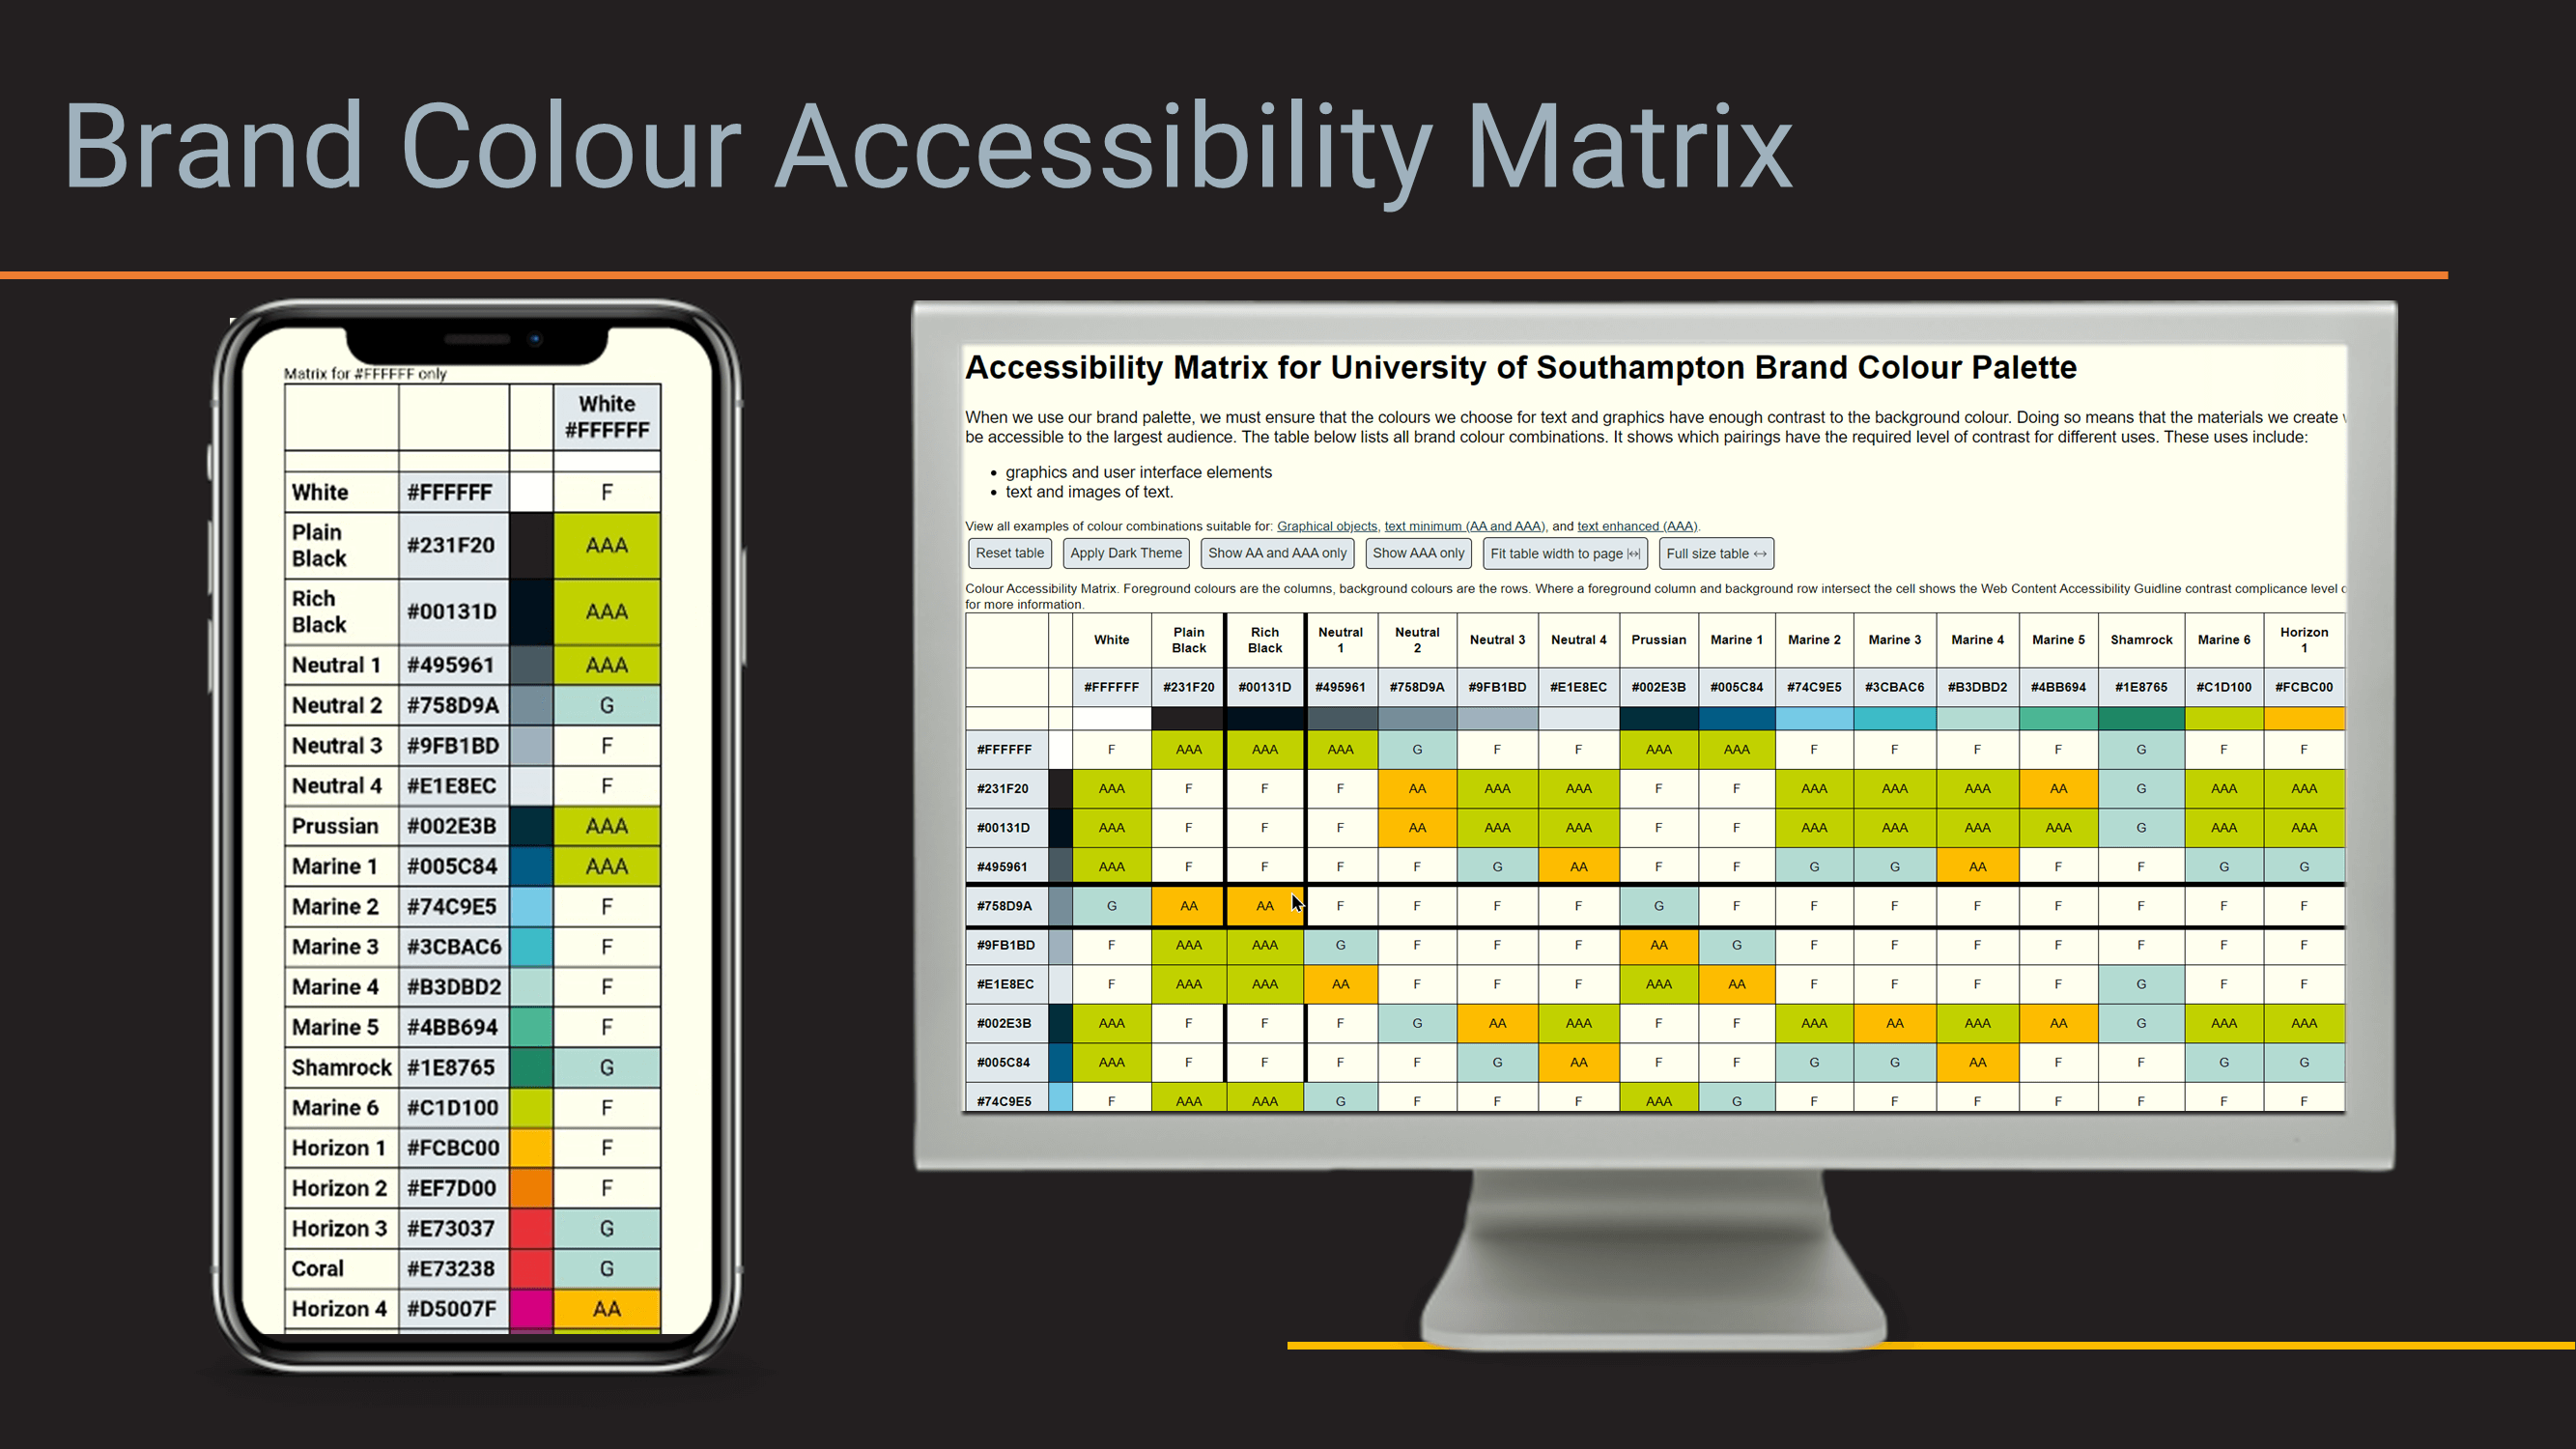 Brand Colour Accessibility Matrix
Matrix for #FFFFFF only
White
#FFFFFF
White #FFFFFF F
Plain Black #231F20 AAA
Rich Black #00131D AAA
Neutral 1 #495961 AAA
Neutral 2 #758D9A G
Neutral 3 #9FB1BD F
Neutral 4 #E1E8EC F
Prussian #002E3B AAA
Marine 1 #005C84 AAA
Marine 2 #74C9E5 F
Marine 3 #3CBAC6 F
Marine 4 #B3DBD2 F
Marine 5 #4BB694 F
Shamrock #1E8765 G
Marine 6 #C1D100 F
Horizon 1 #FCBC00 F
Horizon 2 #EF7D00 F
Horizon 3 #E73037 G
Coral #E73238 G
Horizon 4 #D5007F AA
Accessibility Matrix for University of Southampton Brand Colour Palette
When we use our brand palette, we must ensure that the colours we choose for text and graphics have enough contrast to the background colour. Doing so means that the materials we create
be accessible to the largest audience. The table below lists all brand colour combinations. It shows which pairings have the required level of contrast for different uses. These uses include:
• graphics and user interface elements
• text and images of text.
View all examples of colour combinations suitable for: Graphical objects, text minimum (AA and AAA), and text enhanced (AAA).
Reset table Apply Dark Theme Show AA and AAA only Show AAA only Fit table width to page Full size table
Colour Accessibility Matrix. Foreground colours are the columns, background colours are the rows. Where a foreground column and background row intersect the cell shows the Web Content Accessibility Guidline contrast complicance level
for more information.
White Plain Black Rich Black Neutral 1 Neutral 2 Neutral 3 Neutral 4 Prussian Marine 1 Marine 2 Marine 3 Marine 4 Marine 5 Shamrock Marine 6 Horizon 1
#FFFFFF #231F20 #00131D #495961 #758D9A #9FB1BD #E1E8EC #002E3B #005C84 #74C9E5 #3CBAC6 #B3DBD2 #4BB694 #1E8765 #C1D100 #FCBC00
#FFFFFF F AAA AAA AAA G F F AAA AAA F F F F G F F
#231F20 AAA F F F AA AAA AAA F F AAA AAA AAA AA G AAA AAA
#00131D AAA F F F AA AAA AAA F F AAA AAA AAA AAA G AAA AAA
#495961 AAA F F F F G AA F F G G AA F F G G
#758D9A G AA AA F F F F G F F F F F F F F
#9FB1BD F AAA AAA G F F F AA G F F F F F F F
#E1E8EC F AAA AAA AA F F F AAA AA F F F F G F F
#002E3B AAA F F F G AA AAA F F AAA AA AAA AA G AAA AAA
#005C84 AAA F F F F G AA F F G G AA F F G G
#74C9E5 F AAA AAA G F F F AAA G F F F F F F F